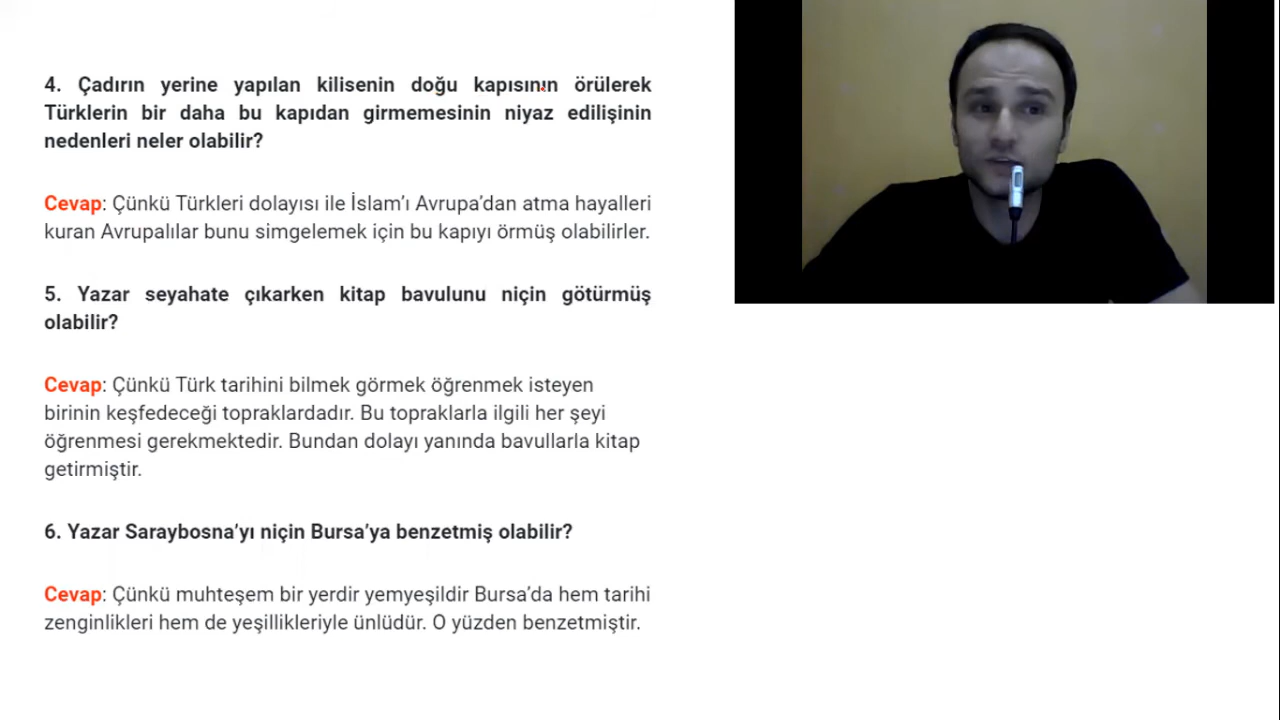 4. Çadırın yerine yapılan kilisenin doğu kapısının örülerek
Türklerin bir daha bu kapıdan girmemesinin niyaz edilişinin
nedenleri neler olabilir?
Cevap: Çünkü Türkleri dolayısı ile İslam’ı Avrupa’dan atma hayalleri
kuran Avrupalılar bunu simgelemek için bu kapıyı örmüş olabilirler.
5. Yazar seyahate çıkarken kitap bavulunu niçin götürmüş
olabilir?
Cevap: Çünkü Türk tarihini bilmek görmek öğrenmek isteyen
birinin keşfedeceği topraklardadır. Bu topraklarla ilgili her şeyi
öğrenmesi gerekmektedir. Bundan dolayı yanında bavullarla kitap
getirmiştir.
6. Yazar Saraybosna’yı niçin Bursa’ya benzetmiş olabilir?
Cevap: Çünkü muhteşem bir yerdir yemyeşildir Bursa’da hem tarihi
zenginlikleri hem de yeşillikleriyle ünlüdür. O yüzden benzetmiştir.